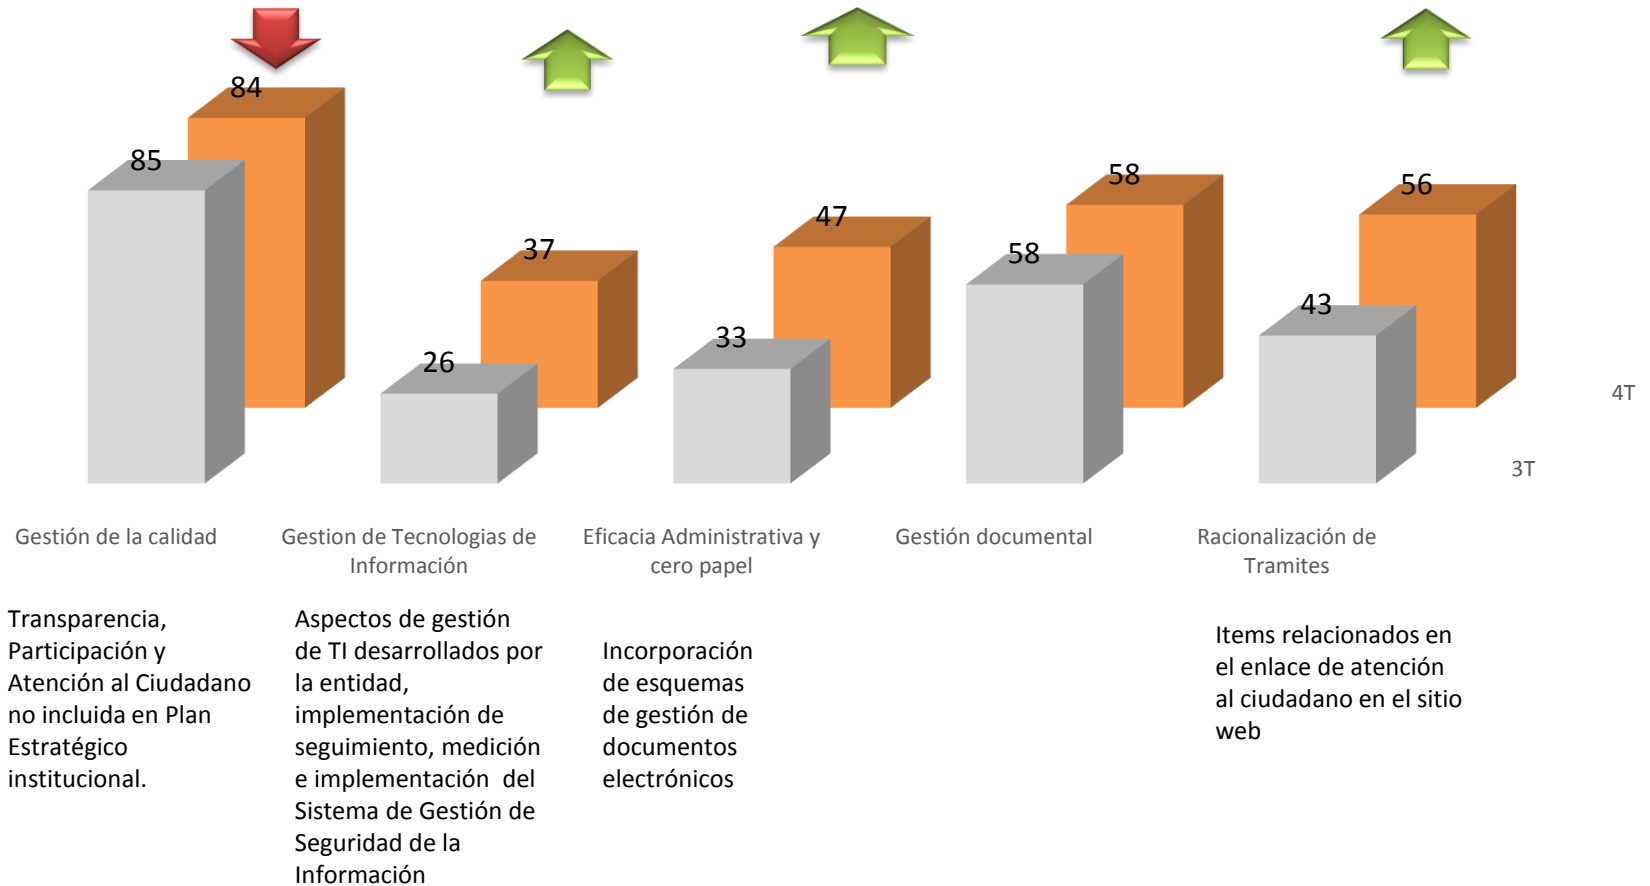 84
85
37
26
47
33
58
58
56
43
4T
3T
Gestión de la calidad
Gestion de Tecnologias de
Información
Eficacia Administrativa y
cero papel
Gestión documental
Racionalización de
Tramites
Transparencia,
Participación y
Atención al Ciudadano
no incluida en Plan
Estratégico
institucional.
Aspectos de gestión
de TI desarrollados por
la entidad,
implementación de
seguimiento, medición
e implementación  del
Sistema de Gestión de
Seguridad de la
Información
Incorporación
de esquemas
de gestión de
documentos
electrónicos
Items relacionados en
el enlace de atención
al ciudadano en el sitio
web